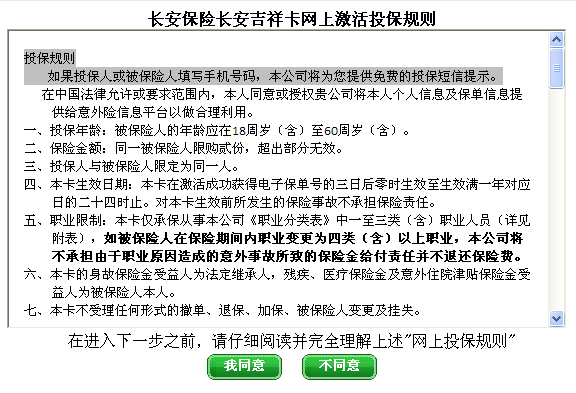 长安保险长安吉祥卡网上激活投保规则
投保规则
如果投保人或被保险人填写手机号码，本公司将为您提供免费的投保短信提示。
在中国法律允许或要求范围内，本人同意或授权贵公司将本人个人信息及保单信息提
供给意外险信息平台以做合理利用。
一、投保年龄：被保险人的年龄应在18周岁（含）至60周岁（含）。
二、保险金额：同一被保险人限购贰份，超出部分无效。
三、投保人与被保险人限定为同一人。
四、本卡生效日期：本卡在激活成功获得电子保单号的三日后零时生效至生效满一年对应
日的二十四时止。对本卡生效前所发生的保险事故不承担保险责任。
五、职业限制：本卡仅承保从事本公司《职业分类表》中一至三类（含）职业人员（详见
附表），如被保险人在保险期间内职业变更为四类（含）以上职业，本公司将
不承担由于职业原因造成的意外事故所致的保险金给付责任并不退还保险费。
六、本卡的身故保险金受益人为法定继承人，残疾、医疗保险金及意外住院津贴保险金受
益人为被保险人本人。
七、本卡不受理任何形式的撤单、退保、加保、被保险人变更及挂失。
在进入下一步之前，请仔细阅读并完全理解上述"网上投保规则"
我同意 不同意